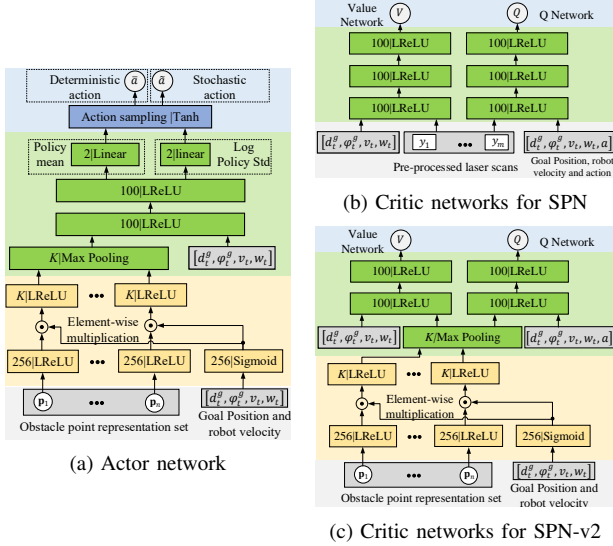 Deterministic
action
ā
ã
Stochastic
action
Action sampling |Tanh
Policy
mean
2|Linear
2|linear
Log
Policy Std
100|LReLU
100|LReLU
K|Max Pooling
[d_t^g, φ_t^g, v_t, w_t]
K|LReLU
•••
K|LReLU
Element-wise
multiplication
256|LReLU
•••
256|LReLU
256|Sigmoid
p₁
•••
pₙ
[d_t^g, φ_t^g, v_t, w_t]
Obstacle point representation set
Goal Position and
robot velocity
(a) Actor network
Value
Network
V
Q
Q Network
100|LReLU
100|LReLU
100|LReLU
100|LReLU
100|LReLU
100|LReLU
[d_t^g, φ_t^g, v_t, w_t]
y₁
•••
yₘ
[d_t^g, φ_t^g, v_t, w_t, a]
Pre-processed laser scans
Goal Position, robot
velocity and action
(b) Critic networks for SPN
Value
Network
V
Q
Q Network
100|LReLU
100|LReLU
100|LReLU
100|LReLU
[d_t^g, φ_t^g, v_t, w_t]
K/Max Pooling
[d_t^g, φ_t^g, v_t, w_t, a]
K|LReLU
•••
K|LReLU
Element-wise
multiplication
256|LReLU
•••
256|LReLU
256|Sigmoid
p₁
•••
pₙ
[d_t^g, φ_t^g, v_t, w_t]
Obstacle point representation set
Goal Position and
robot velocity
(c) Critic networks for SPN-v2